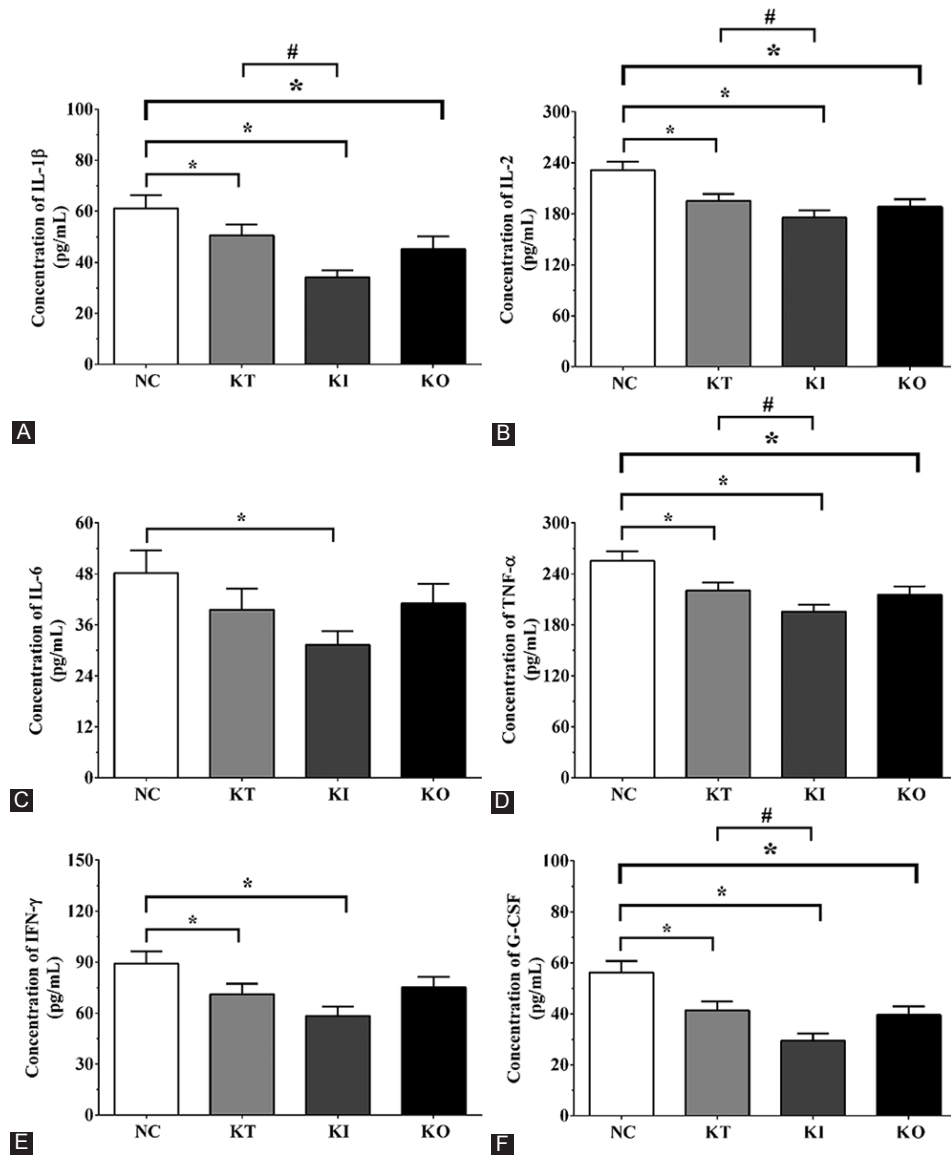 #
*
*
*
100
80
60
40
20
0
Concentration of IL-1β
(pg/mL)
NC KT KI KO
A
#
*
*
*
300
240
180
120
60
0
Concentration of IL-2
(pg/mL)
NC KT KI KO
B
*
60
48
36
24
12
0
Concentration of IL-6
(pg/mL)
NC KT KI KO
C
#
*
*
*
300
240
180
120
60
0
Concentration of TNF-α
(pg/mL)
NC KT KI KO
D
*
*
150
120
90
60
30
0
Concentration of IFN-γ
(pg/mL)
NC KT KI KO
E
#
*
*
*
100
80
60
40
20
0
Concentration of G-CSF
(pg/mL)
NC KT KI KO
F